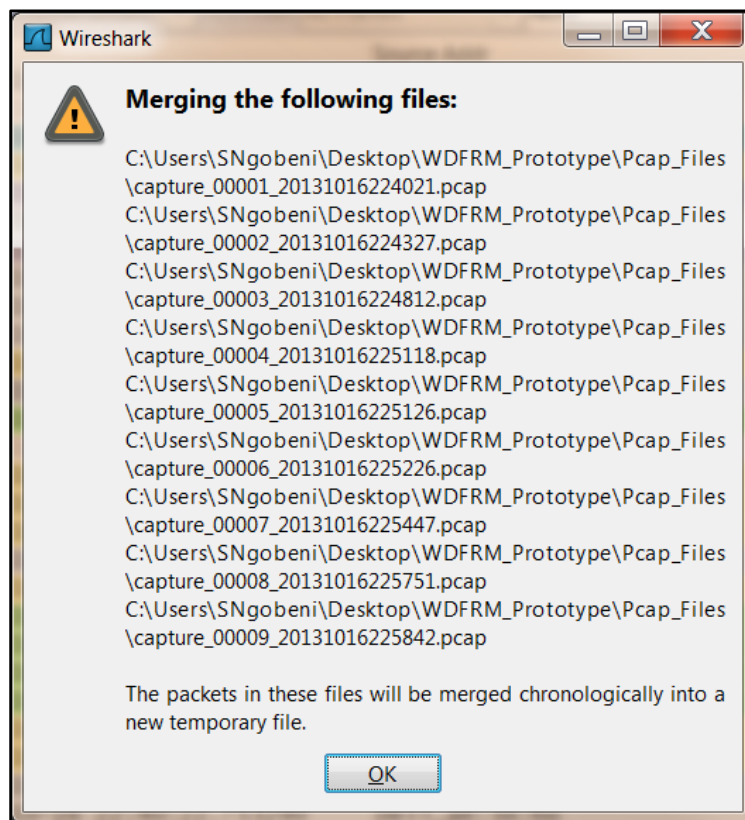 Wireshark
Merging the following files:
C:\Users\SNgobeni\Desktop\WDFRM_Prototype\Pcap_Files
\capture_00001_20131016224021.pcap
C:\Users\SNgobeni\Desktop\WDFRM_Prototype\Pcap_Files
\capture_00002_20131016224327.pcap
C:\Users\SNgobeni\Desktop\WDFRM_Prototype\Pcap_Files
\capture_00003_20131016224812.pcap
C:\Users\SNgobeni\Desktop\WDFRM_Prototype\Pcap_Files
\capture_00004_20131016225118.pcap
C:\Users\SNgobeni\Desktop\WDFRM_Prototype\Pcap_Files
\capture_00005_20131016225126.pcap
C:\Users\SNgobeni\Desktop\WDFRM_Prototype\Pcap_Files
\capture_00006_20131016225226.pcap
C:\Users\SNgobeni\Desktop\WDFRM_Prototype\Pcap_Files
\capture_00007_20131016225447.pcap
C:\Users\SNgobeni\Desktop\WDFRM_Prototype\Pcap_Files
\capture_00008_20131016225751.pcap
C:\Users\SNgobeni\Desktop\WDFRM_Prototype\Pcap_Files
\capture_00009_20131016225842.pcap
The packets in these files will be merged chronologically into a
new temporary file.
OK